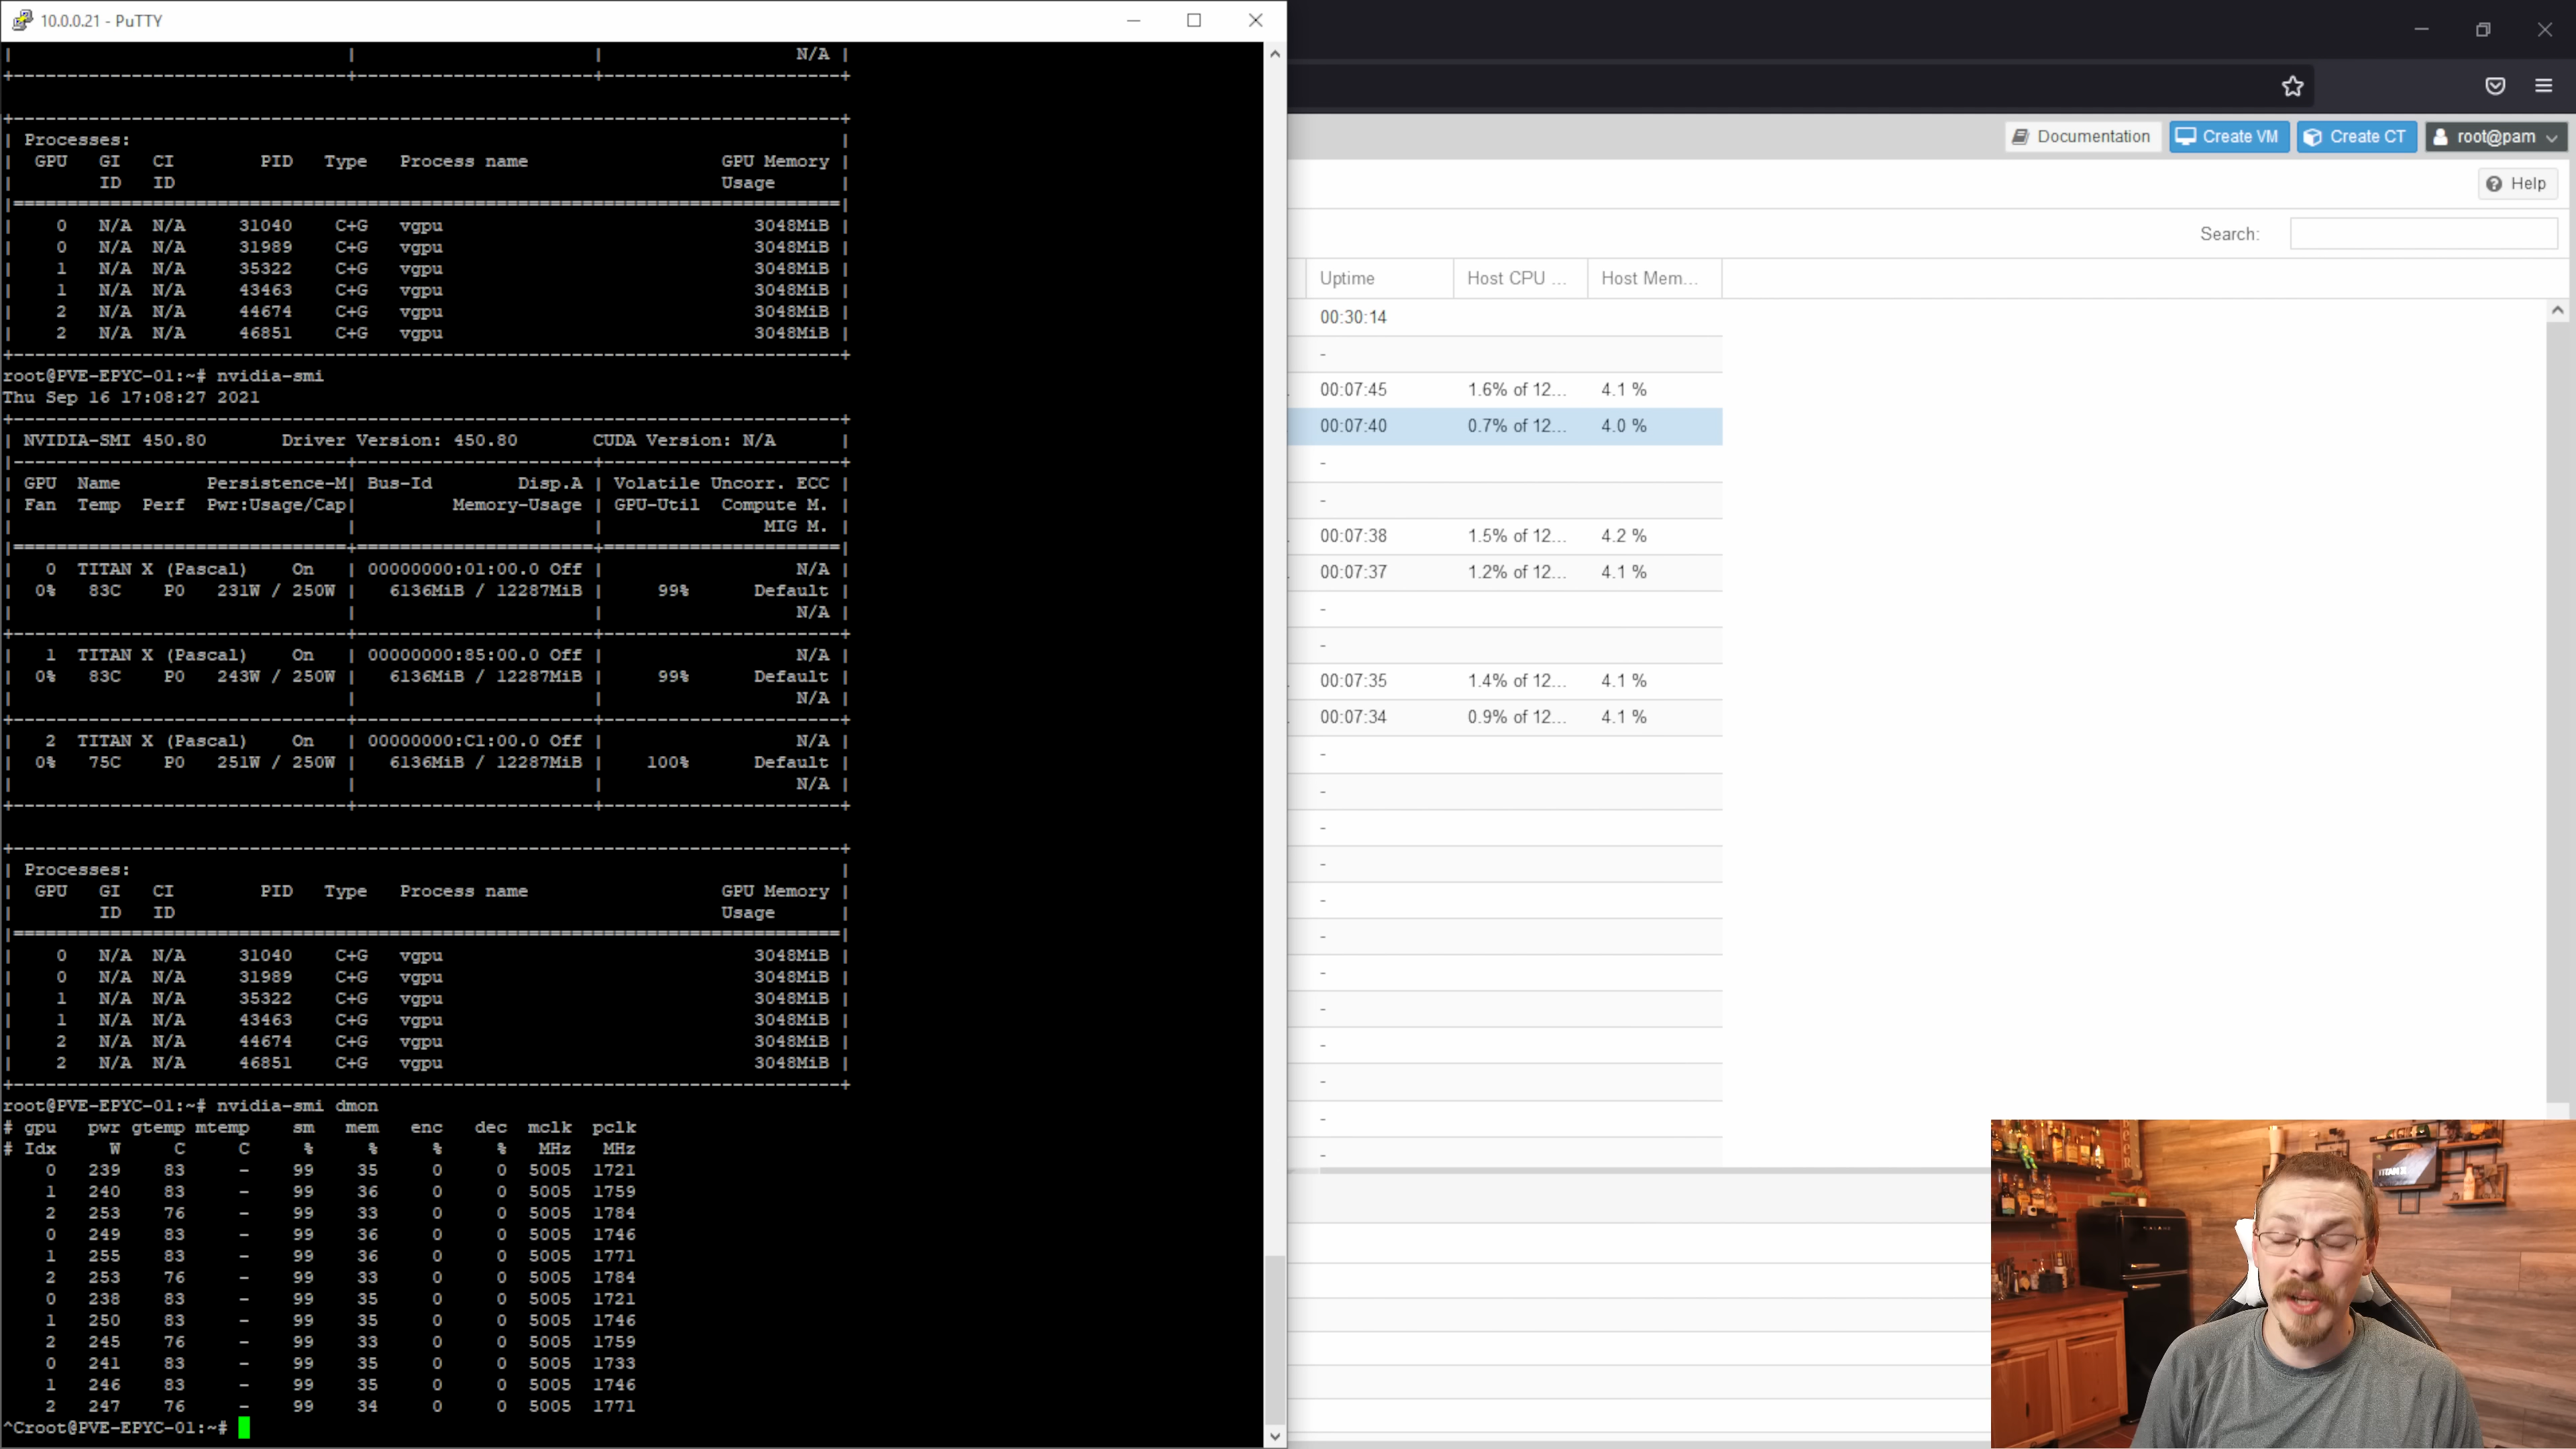 10.0.0.21 - PuTTY
| | | N/A |
+-------------------------------+----------------------+----------------------+
+-----------------------------------------------------------------------------+
| Processes: |
| GPU GI CI PID Type Process name GPU Memory |
| ID ID Usage |
|=============================================================================|
| 0 N/A N/A 31040 C+G vgpu 3048MiB |
| 0 N/A N/A 31989 C+G vgpu 3048MiB |
| 1 N/A N/A 35322 C+G vgpu 3048MiB |
| 1 N/A N/A 43463 C+G vgpu 3048MiB |
| 2 N/A N/A 44674 C+G vgpu 3048MiB |
| 2 N/A N/A 46851 C+G vgpu 3048MiB |
+-----------------------------------------------------------------------------+
root@PVE-EPYC-01:~# nvidia-smi
Thu Sep 16 17:08:27 2021
+-----------------------------------------------------------------------------+
| NVIDIA-SMI 450.80 Driver Version: 450.80 CUDA Version: N/A |
|-------------------------------+----------------------+----------------------+
| GPU Name Persistence-M| Bus-Id Disp.A | Volatile Uncorr. ECC |
| Fan Temp Perf Pwr:Usage/Cap| Memory-Usage | GPU-Util Compute M. |
| | | MIG M. |
|===============================+======================+======================|
| 0 TITAN X (Pascal) On | 00000000:01:00.0 Off | N/A |
| 0% 83C P0 231W / 250W | 6136MiB / 12287MiB | 99% Default |
| | | N/A |
+-------------------------------+----------------------+----------------------+
| 1 TITAN X (Pascal) On | 00000000:85:00.0 Off | N/A |
| 0% 83C P0 243W / 250W | 6136MiB / 12287MiB | 99% Default |
| | | N/A |
+-------------------------------+----------------------+----------------------+
| 2 TITAN X (Pascal) On | 00000000:C1:00.0 Off | N/A |
| 0% 75C P0 251W / 250W | 6136MiB / 12287MiB | 100% Default |
| | | N/A |
+-------------------------------+----------------------+----------------------+
+-----------------------------------------------------------------------------+
| Processes: |
| GPU GI CI PID Type Process name GPU Memory |
| ID ID Usage |
|=============================================================================|
| 0 N/A N/A 31040 C+G vgpu 3048MiB |
| 0 N/A N/A 31989 C+G vgpu 3048MiB |
| 1 N/A N/A 35322 C+G vgpu 3048MiB |
| 1 N/A N/A 43463 C+G vgpu 3048MiB |
| 2 N/A N/A 44674 C+G vgpu 3048MiB |
| 2 N/A N/A 46851 C+G vgpu 3048MiB |
+-----------------------------------------------------------------------------+
root@PVE-EPYC-01:~# nvidia-smi dmon
# gpu pwr gtemp mtemp sm mem enc dec mclk pclk
# Idx W C C % % % % MHz MHz
0 239 83 - 99 35 0 0 5005 1721
1 240 83 - 99 36 0 0 5005 1759
2 253 76 - 99 33 0 0 5005 1784
0 249 83 - 99 36 0 0 5005 1746
1 255 83 - 99 36 0 0 5005 1771
2 253 76 - 99 33 0 0 5005 1784
0 238 83 - 99 35 0 0 5005 1721
1 250 83 - 99 35 0 0 5005 1746
2 245 76 - 99 33 0 0 5005 1759
0 241 83 - 99 35 0 0 5005 1733
1 246 83 - 99 35 0 0 5005 1746
2 247 76 - 99 34 0 0 5005 1771
^Croot@PVE-EPYC-01:~#
Documentation Create VM Create CT root@pam
Help
Search:
Uptime Host CPU ... Host Mem...
00:30:14
-
00:07:45 1.6% of 12... 4.1 %
00:07:40 0.7% of 12... 4.0 %
-
-
00:07:38 1.5% of 12... 4.2 %
00:07:37 1.2% of 12... 4.1 %
-
-
00:07:35 1.4% of 12... 4.1 %
00:07:34 0.9% of 12... 4.1 %
-
-
-
-
-
-
-
-
-
-
-
-
TITAN X